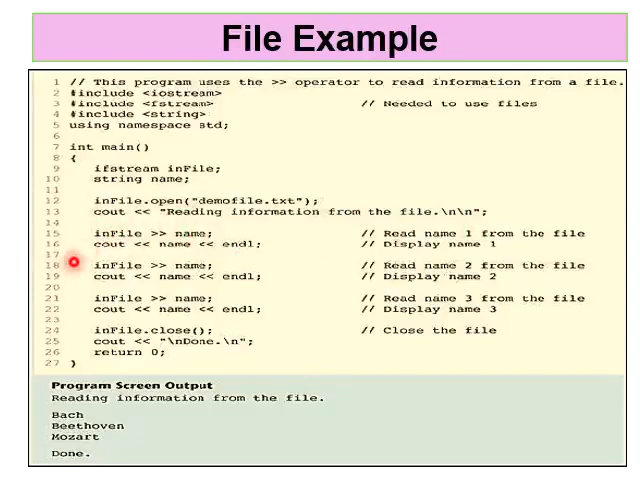 File Example
1 // This program uses the >> operator to read information from a file.
2 #include <iostream>
3 #include <fstream> // Needed to use files
4 #include <string>
5 using namespace std;
6
7 int main()
8 {
9 ifstream inFile;
10 string name;
11
12 inFile.open("demofile.txt");
13 cout << "Reading information from the file.\n\n";
14
15 inFile >> name; // Read name 1 from the file
16 cout << name << endl; // Display name 1
17
18 inFile >> name; // Read name 2 from the file
19 cout << name << endl; // Display name 2
20
21 inFile >> name; // Read name 3 from the file
22 cout << name << endl; // Display name 3
23
24 inFile.close(); // Close the file
25 cout << "\nDone.\n";
26 return 0;
27 }
Program Screen Output
Reading information from the file.
Bach
Beethoven
Mozart
Done.